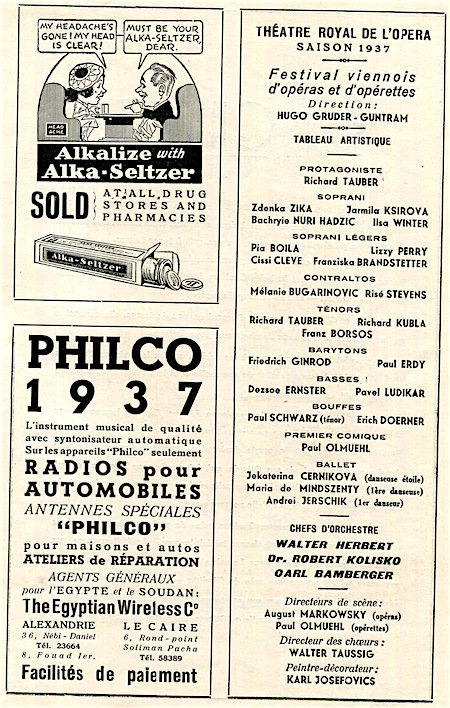 MY HEADACHE'S
GONE! MY HEAD
IS CLEAR!
MUST BE YOUR
ALKA-SELTZER,
DEAR.
HEAD
ACHE
Alkalize with
Alka-Seltzer
SOLD
AT ALL DRUG
STORES AND
PHARMACIES
Alka-Seltzer
PHILCO
1937
L'instrument musical de qualité
avec syntonisateur automatique
Sur les appareils "Philco" seulement
RADIOS pour
AUTOMOBILES
ANTENNES SPÉCIALES
"PHILCO"
pour maisons et autos
ATELIERS de RÉPARATION
AGENTS GÉNÉRAUX
pour l'EGYPTE et le SOUDAN:
The Egyptian Wireless Co
ALEXANDRIE
36, Nébi-Daniel
Tél. 23664
8, Fouad Ier.
LE CAIRE
6, Rond-point
Soliman Pacha
Tél. 58389
Facilités de paiement
THÉATRE ROYAL DE L'OPERA
SAISON 1937
Festival viennois
d'opéras et d'opérettes
Direction:
HUGO GRUDER-GUNTRAM
TABLEAU ARTISTIQUE
PROTAGONISTE
Richard TAUBER
SOPRANI
Zdenka ZIKA Jarmila KSIROVA
Bachryie NURI HADZIC Ilsa WINTER
SOPRANI LÉGERS
Pia BOILA Lizzy PERRY
Cissi CLEVE Franziska BRANDSTETTER
CONTRALTOS
Mélanie BUGARINOVIC Risé STEVENS
TÉNORS
Richard TAUBER Richard KUBLA
Franz BORSOS
BARYTONS
Friedrich GINROD Paul ERDY
BASSES
Dezsoe ERNSTER Pavel LUDIKAR
BOUFFES
Paul SCHWARZ (ténor) Erich DOERNER
PREMIER COMIQUE
Paul OLMUEHL
BALLET
Jekaterina CERNIKOVA (danseuse étoile)
Maria de MINDSZENTY (1ère danseuse)
Andrei JERSCHIK (1er danseur)
CHEFS D'ORCHESTRE
WALTER HERBERT
Dr. ROBERT KOLISKO
CARL BAMBERGER
Directeurs de scène:
August MARKOWSKY (opéras)
Paul OLMUEHL (opérettes)
Directeur des chœurs:
WALTER TAUSSIG
Peintre-décorateur:
KARL JOSEFOVICS